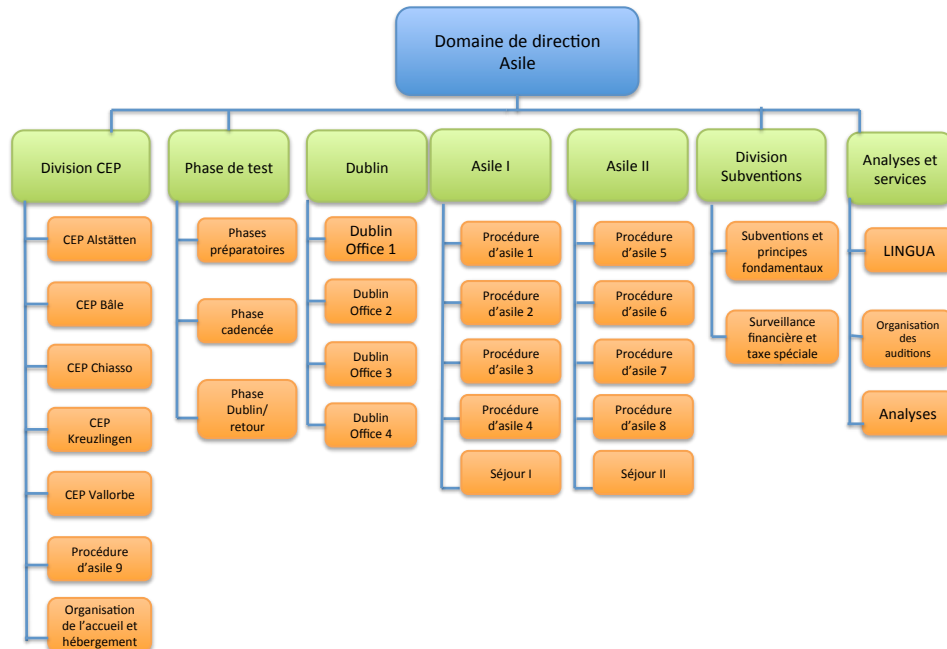 Domaine de direction
Asile
Division CEP
Phase de test
Dublin
Asile I
Asile II
Division
Subventions
Analyses et
services
CEP Alstätten
CEP Bâle
CEP Chiasso
CEP
Kreuzlingen
CEP Vallorbe
Procédure
d'asile 9
Organisation
de l'accueil et
hébergement
Phases
préparatoires
Phase
cadencée
Phase
Dublin/
retour
Dublin
Office 1
Dublin
Office 2
Dublin
Office 3
Dublin
Office 4
Procédure
d'asile 1
Procédure
d'asile 2
Procédure
d'asile 3
Procédure
d'asile 4
Séjour I
Procédure
d'asile 5
Procédure
d'asile 6
Procédure
d'asile 7
Procédure
d'asile 8
Séjour II
Subventions et
principes
fondamentaux
Surveillance
financière et
taxe spéciale
LINGUA
Organisation
des
auditions
Analyses